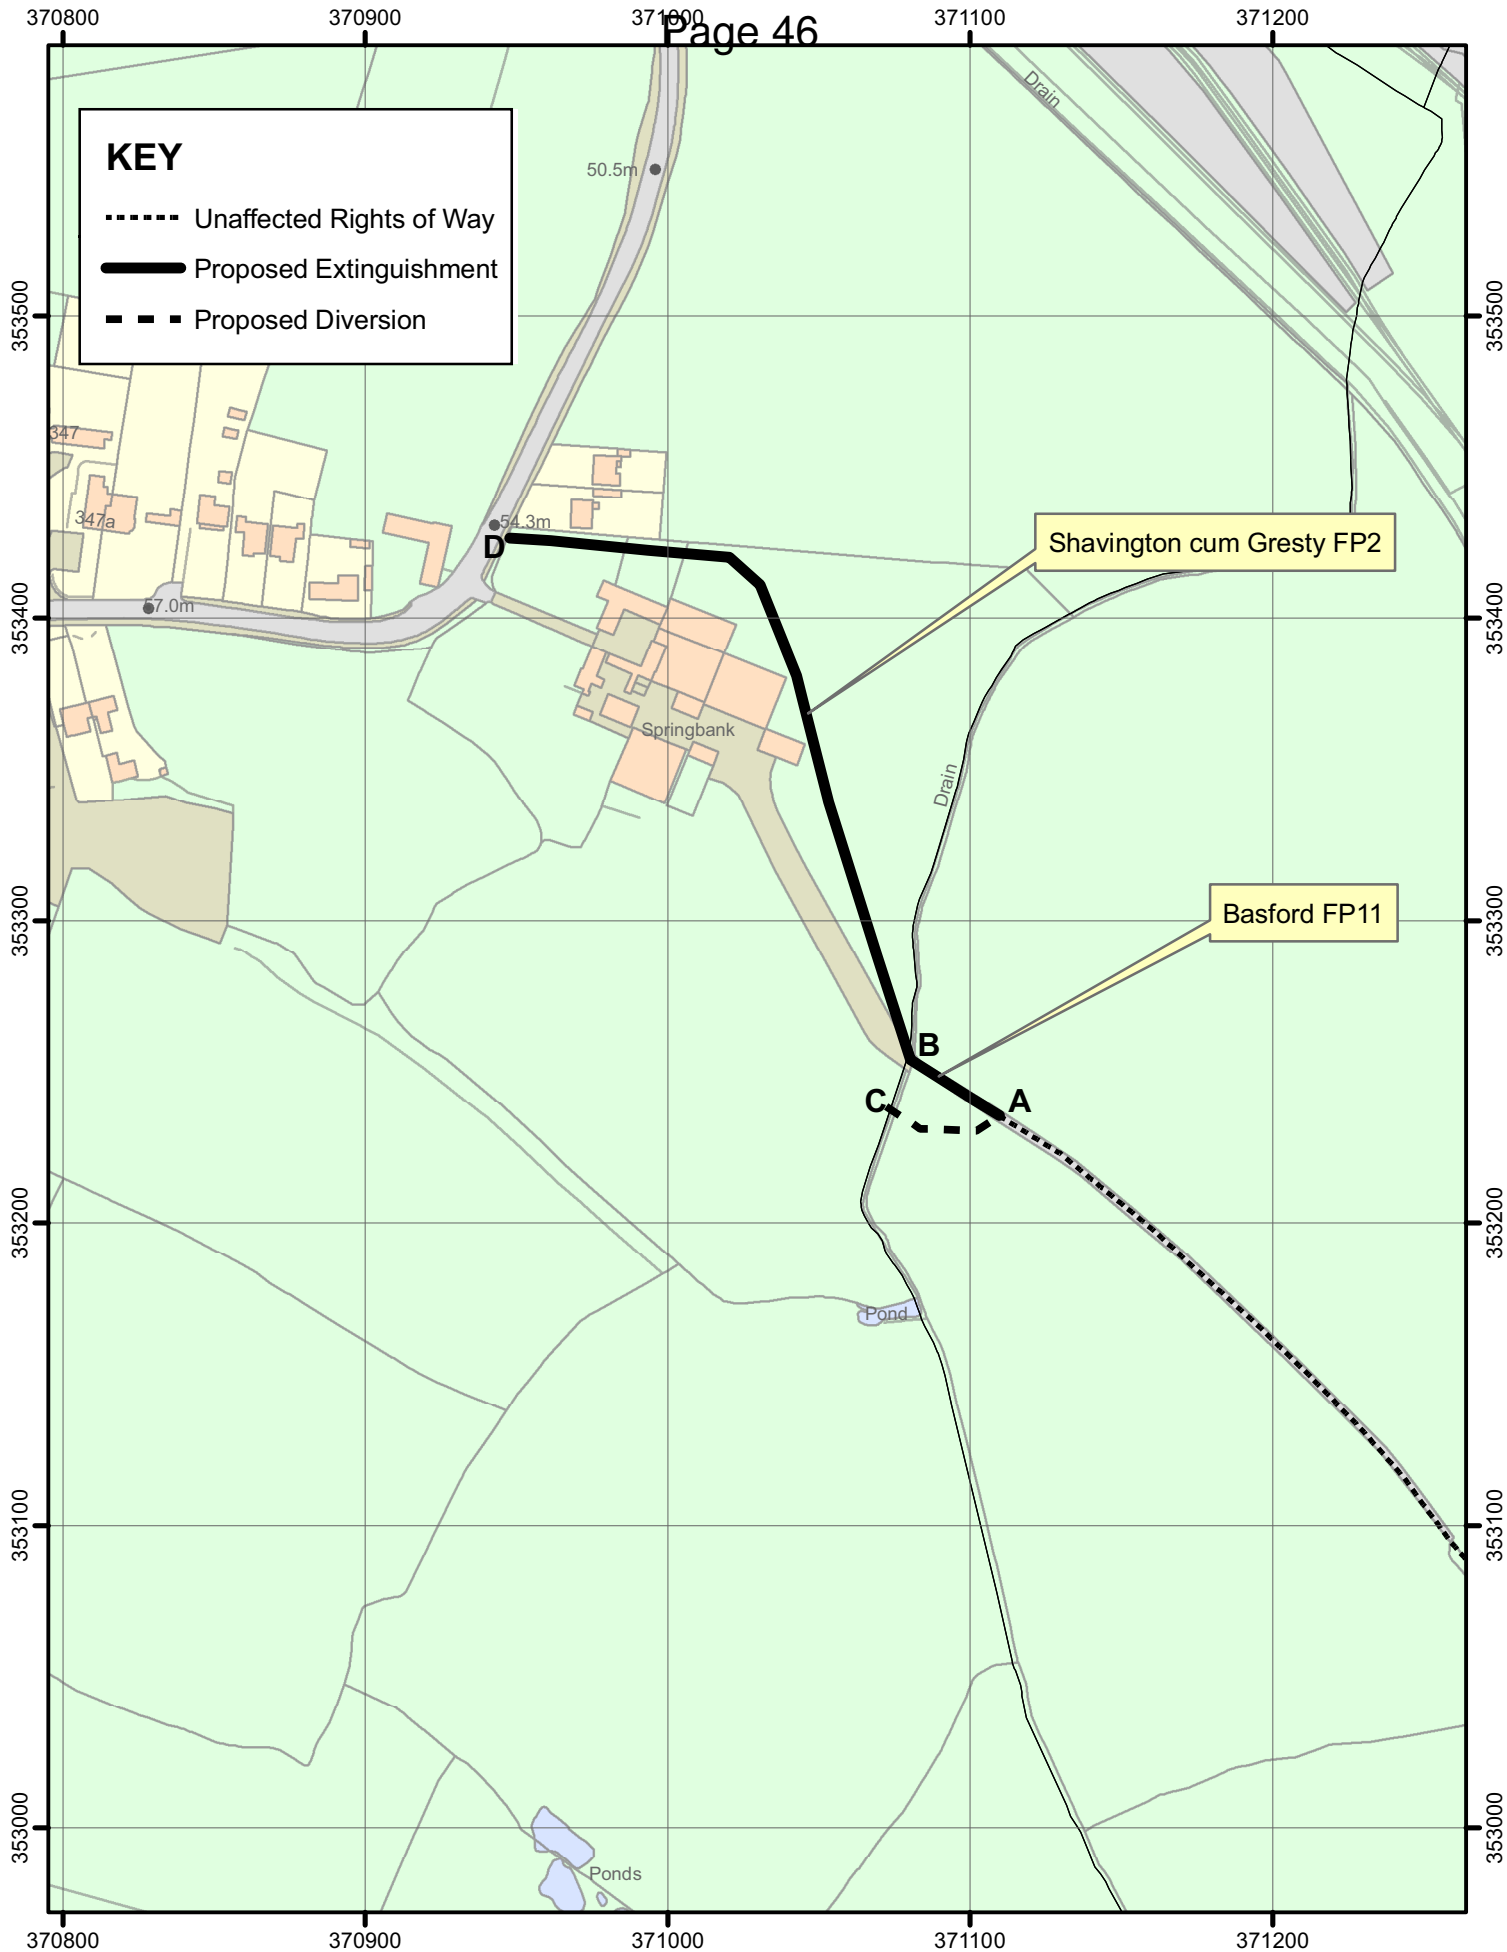 370800
370900
371000
371100
371200
Page 46
Drain
KEY
50.5m
Unaffected Rights of Way
Proposed Extinguishment
Proposed Diversion
353500
353500
347
347a
54.3m
D
Shavington cum Gresty FP2
57.0m
353400
353400
Springbank
Drain
353300
353300
Basford FP11
B
C
A
353200
353200
Pond
353100
353100
353000
353000
Ponds
370800
370900
371000
371100
371200